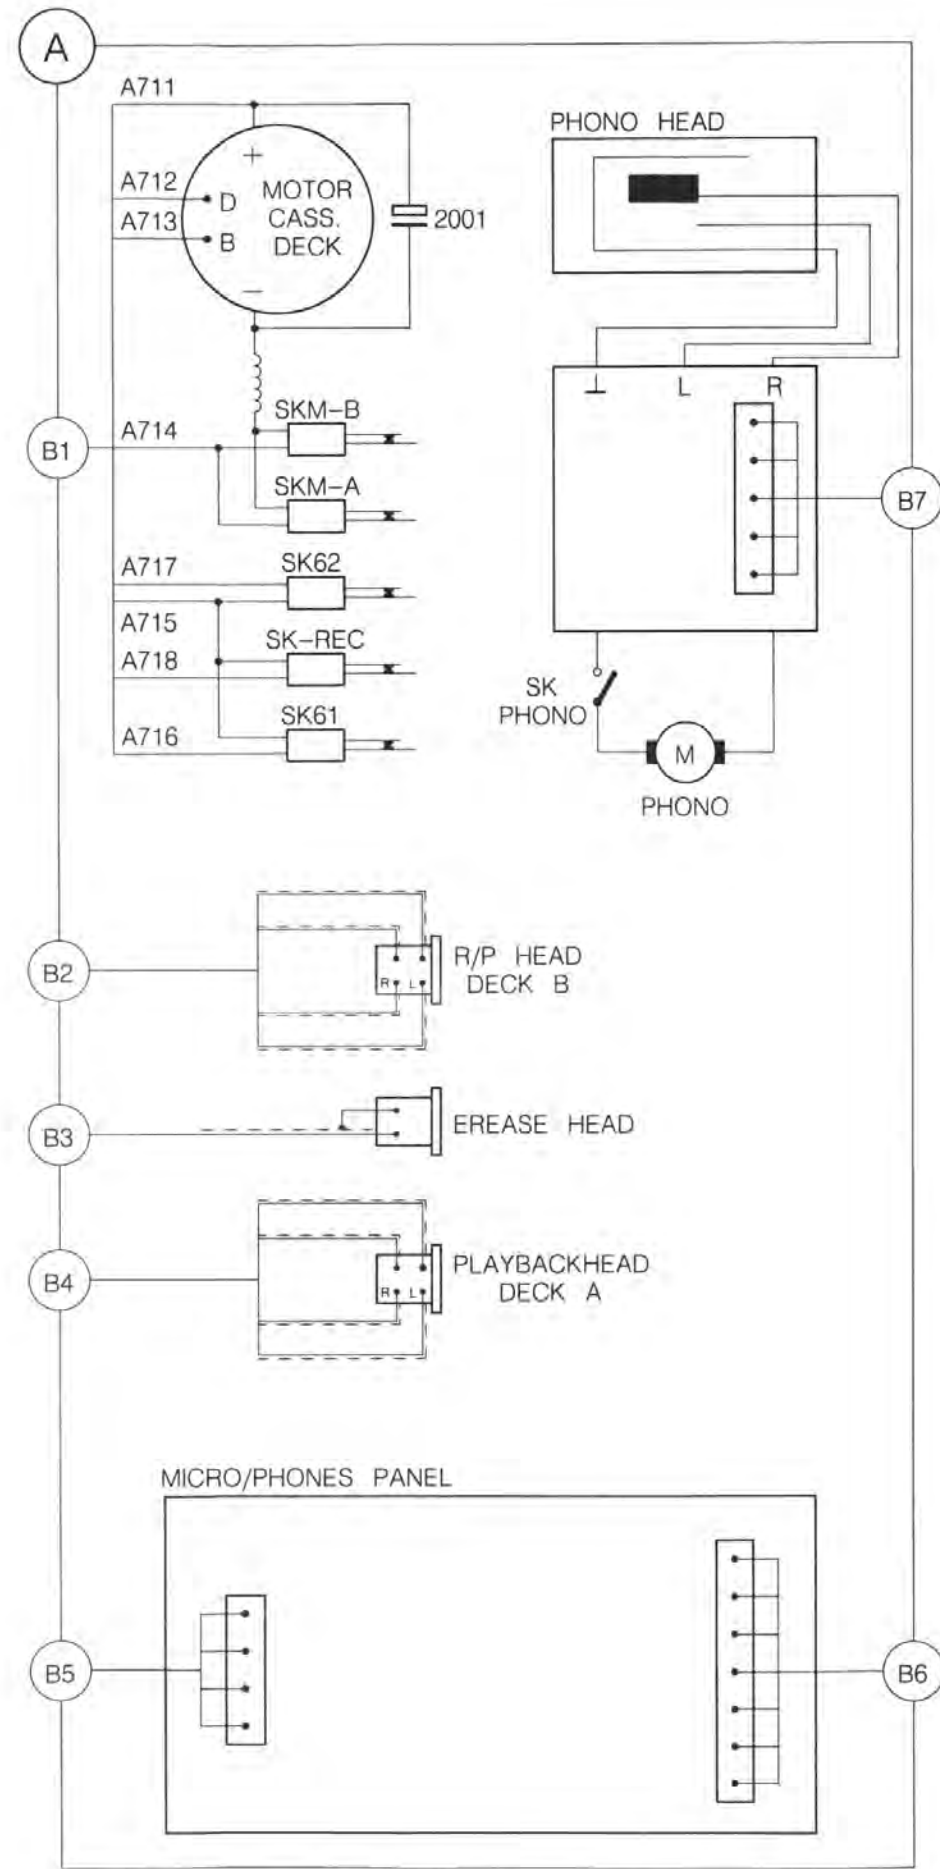 A
A711
PHONO HEAD
+
A712
D
MOTOR
CASS.
DECK
A713
B
2001
−
L
R
SKM-B
B1
A714
SKM-A
B7
SK62
A717
A715
SK-REC
A718
SK
PHONO
SK61
A716
M
PHONO
B2
R/P HEAD
DECK B
R L
B3
EREASE HEAD
B4
PLAYBACKHEAD
DECK A
R L
MICRO/PHONES PANEL
B5
B6